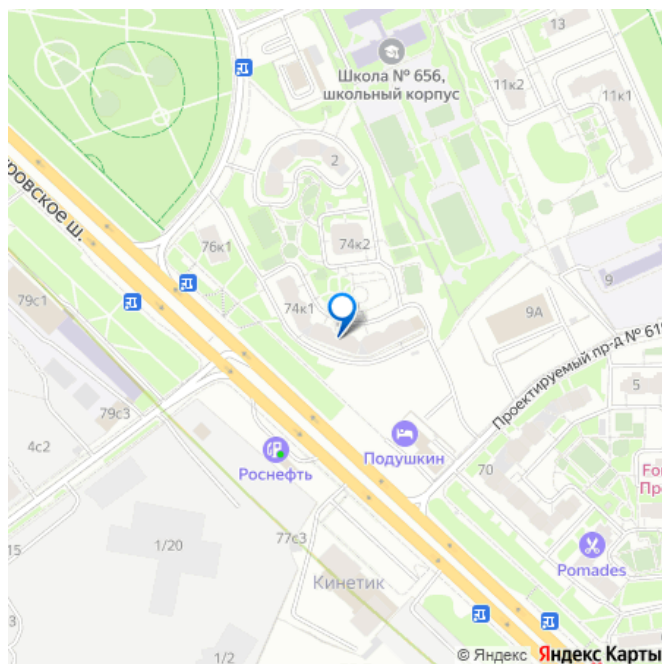 13
11к2
11к1
Школа № 656,
школьный корпус
2
ровское ш.
76к1
74к2
79с1
74к1
9
9А
Проектируемый пр-д № 61
79с3
5
4с2
Роснефть
Подушкин
70
Fo
Пр
15
1/20
77с3
Pomades
Кинетик
1/2
© Яндекс Яндекс Карты